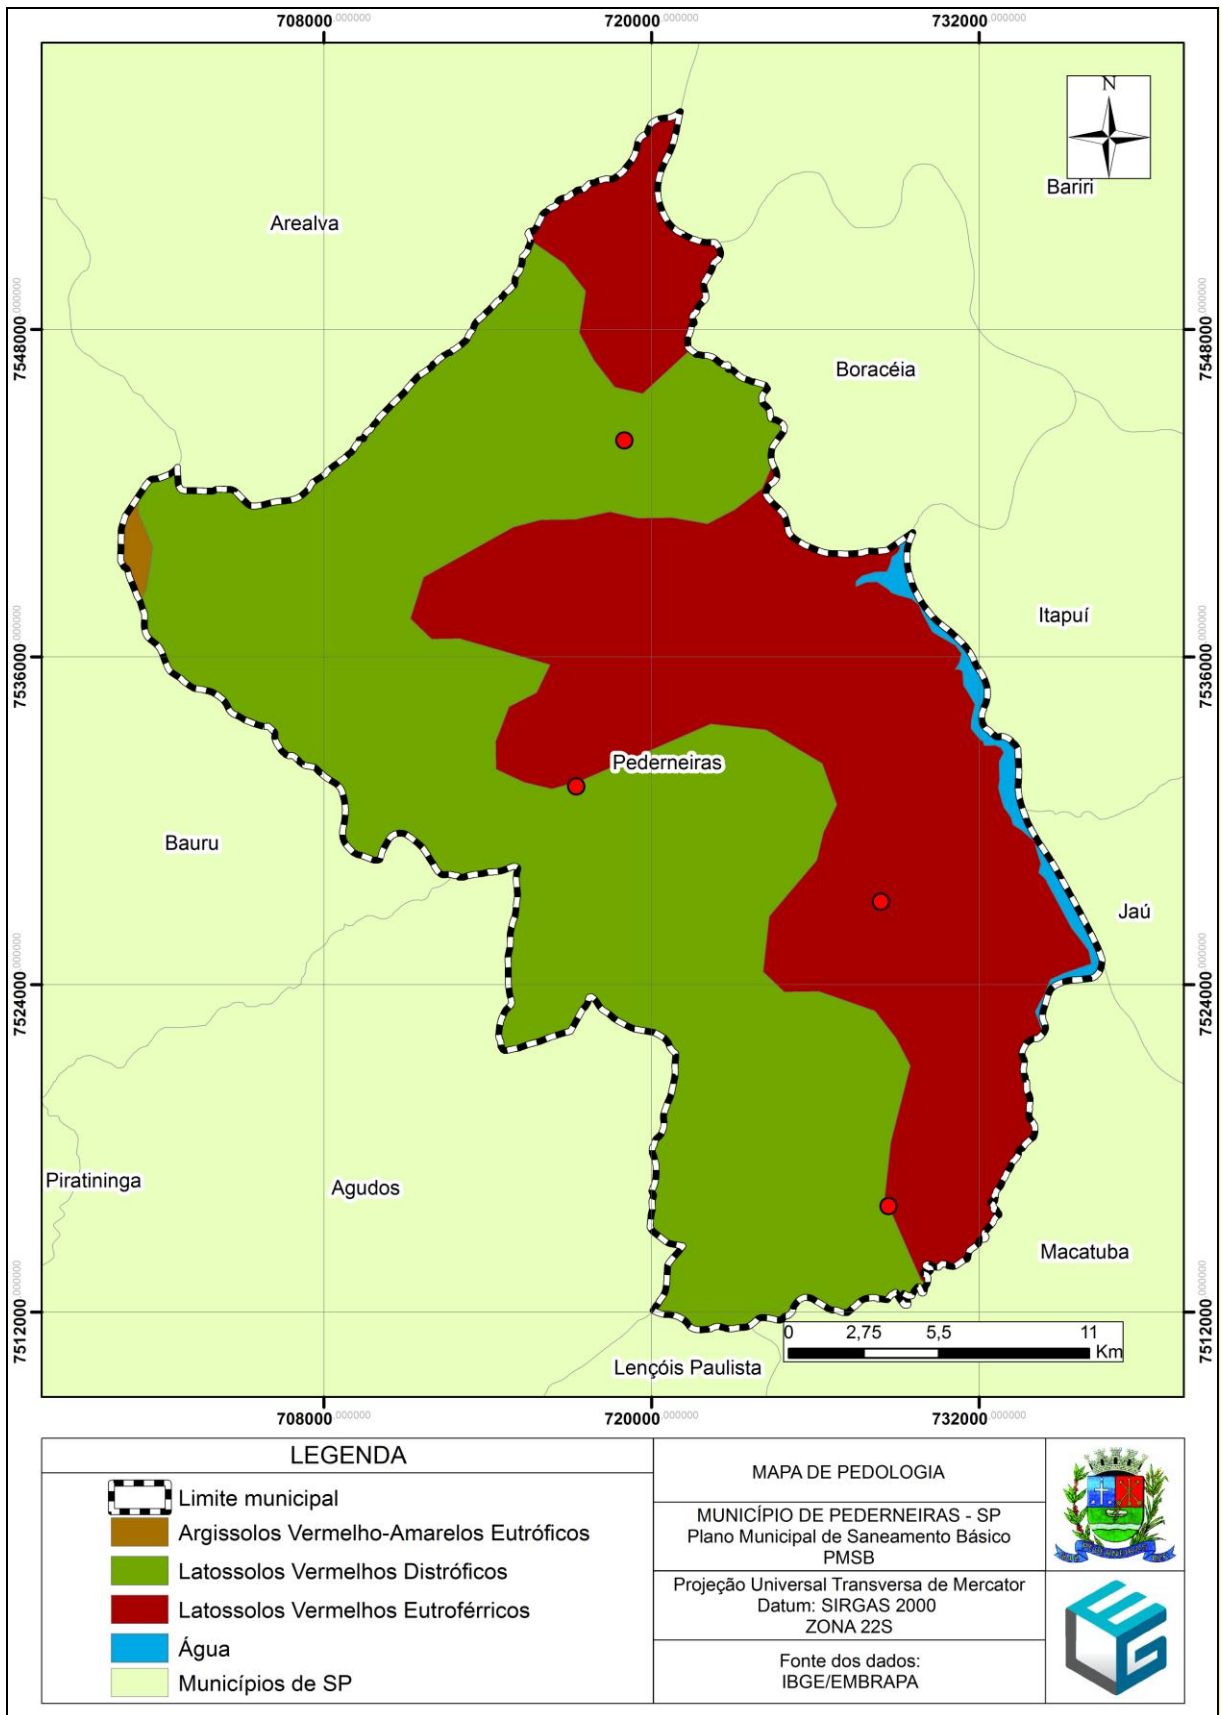 708000.000000 720000.000000 732000.000000
N
Bariri
Arealva
7548000.000000
7548000.000000
Boracéia
Itapuí
7536000.000000
7536000.000000
Pederneiras
Bauru
Jaú
7524000.000000
7524000.000000
Piratininga
Agudos
Macatuba
7512000.000000
7512000.000000
0 2,75 5,5 11
Km
Lençóis Paulista
708000.000000 720000.000000 732000.000000
LEGENDA
Limite municipal
Argissolos Vermelho-Amarelos Eutróficos
Latossolos Vermelhos Distróficos
Latossolos Vermelhos Eutroférricos
Água
Municípios de SP
MAPA DE PEDOLOGIA
MUNICÍPIO DE PEDERNEIRAS - SP
Plano Municipal de Saneamento Básico
PMSB
Projeção Universal Transversa de Mercator
Datum: SIRGAS 2000
ZONA 22S
Fonte dos dados:
IBGE/EMBRAPA
PEDERNEIRAS